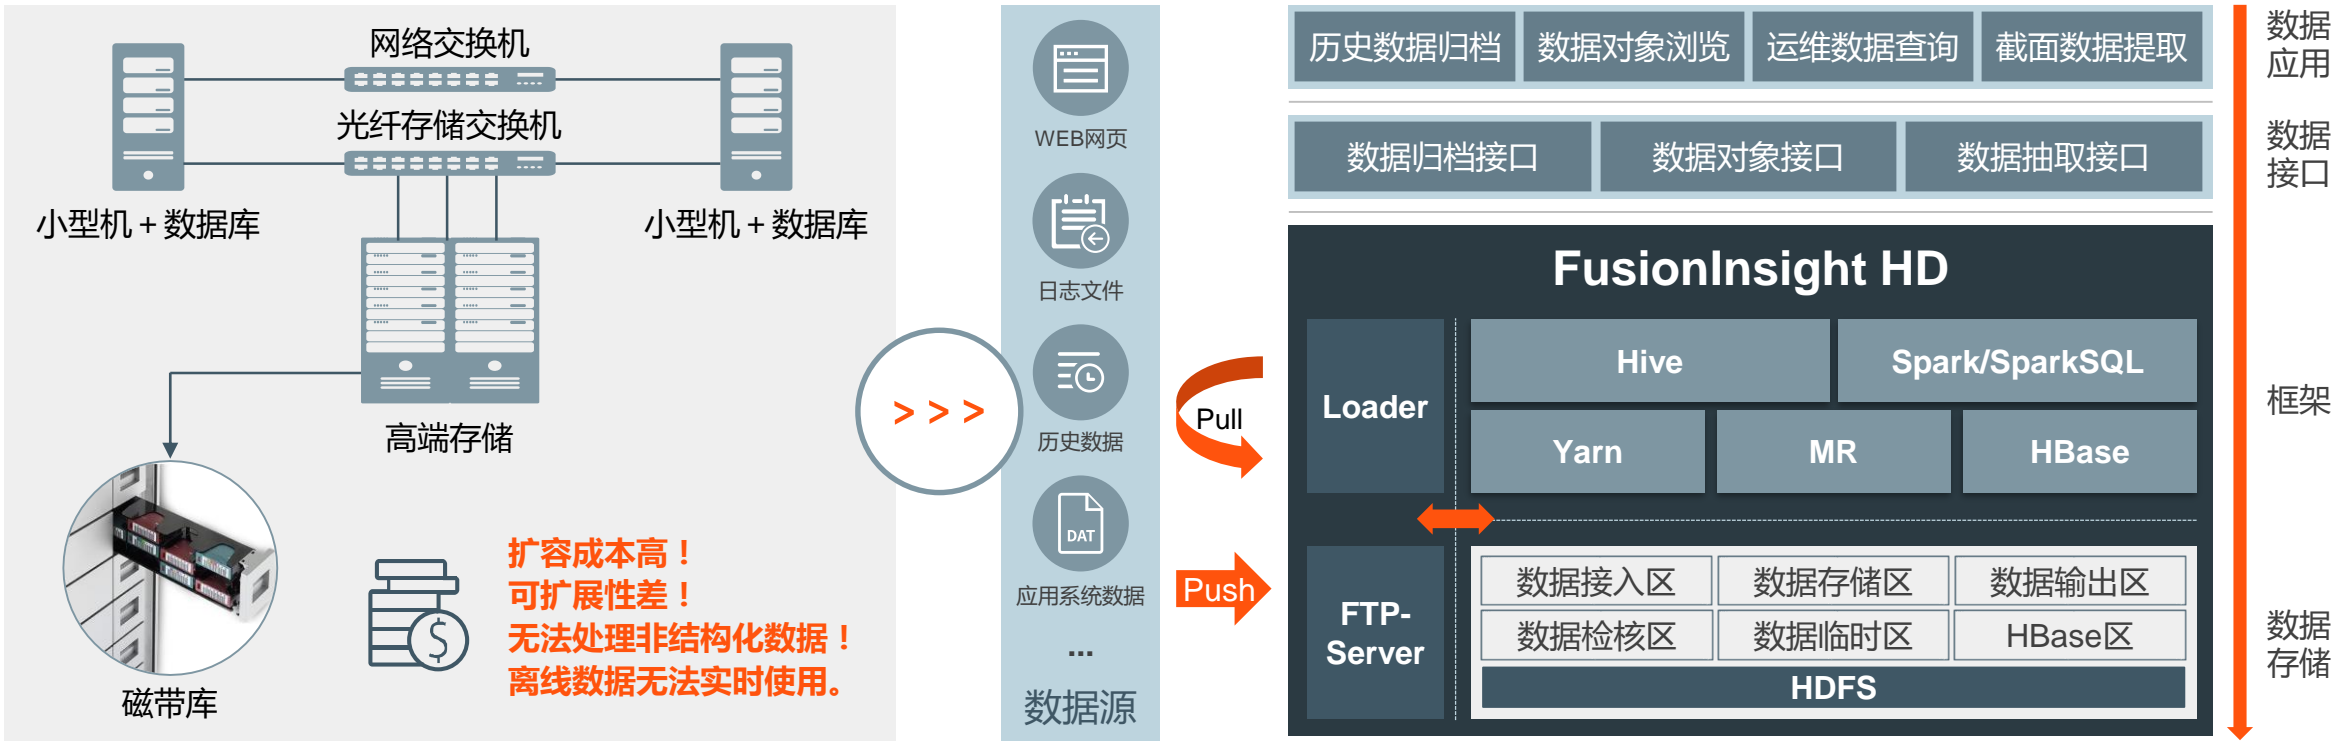 网络交换机
光纤存储交换机
小型机 + 数据库
小型机 + 数据库
高端存储
磁带库
扩容成本高！
可扩展性差！
无法处理非结构化数据！
离线数据无法实时使用。
> > >
WEB网页
日志文件
历史数据
DAT
应用系统数据
...
数据源
Pull
Push
历史数据归档
数据对象浏览
运维数据查询
截面数据提取
数据归档接口
数据对象接口
数据抽取接口
FusionInsight HD
Loader
Hive
Spark/SparkSQL
Yarn
MR
HBase
FTP-
Server
数据接入区
数据存储区
数据输出区
数据检核区
数据临时区
HBase区
HDFS
数据
应用
数据
接口
框架
数据
存储